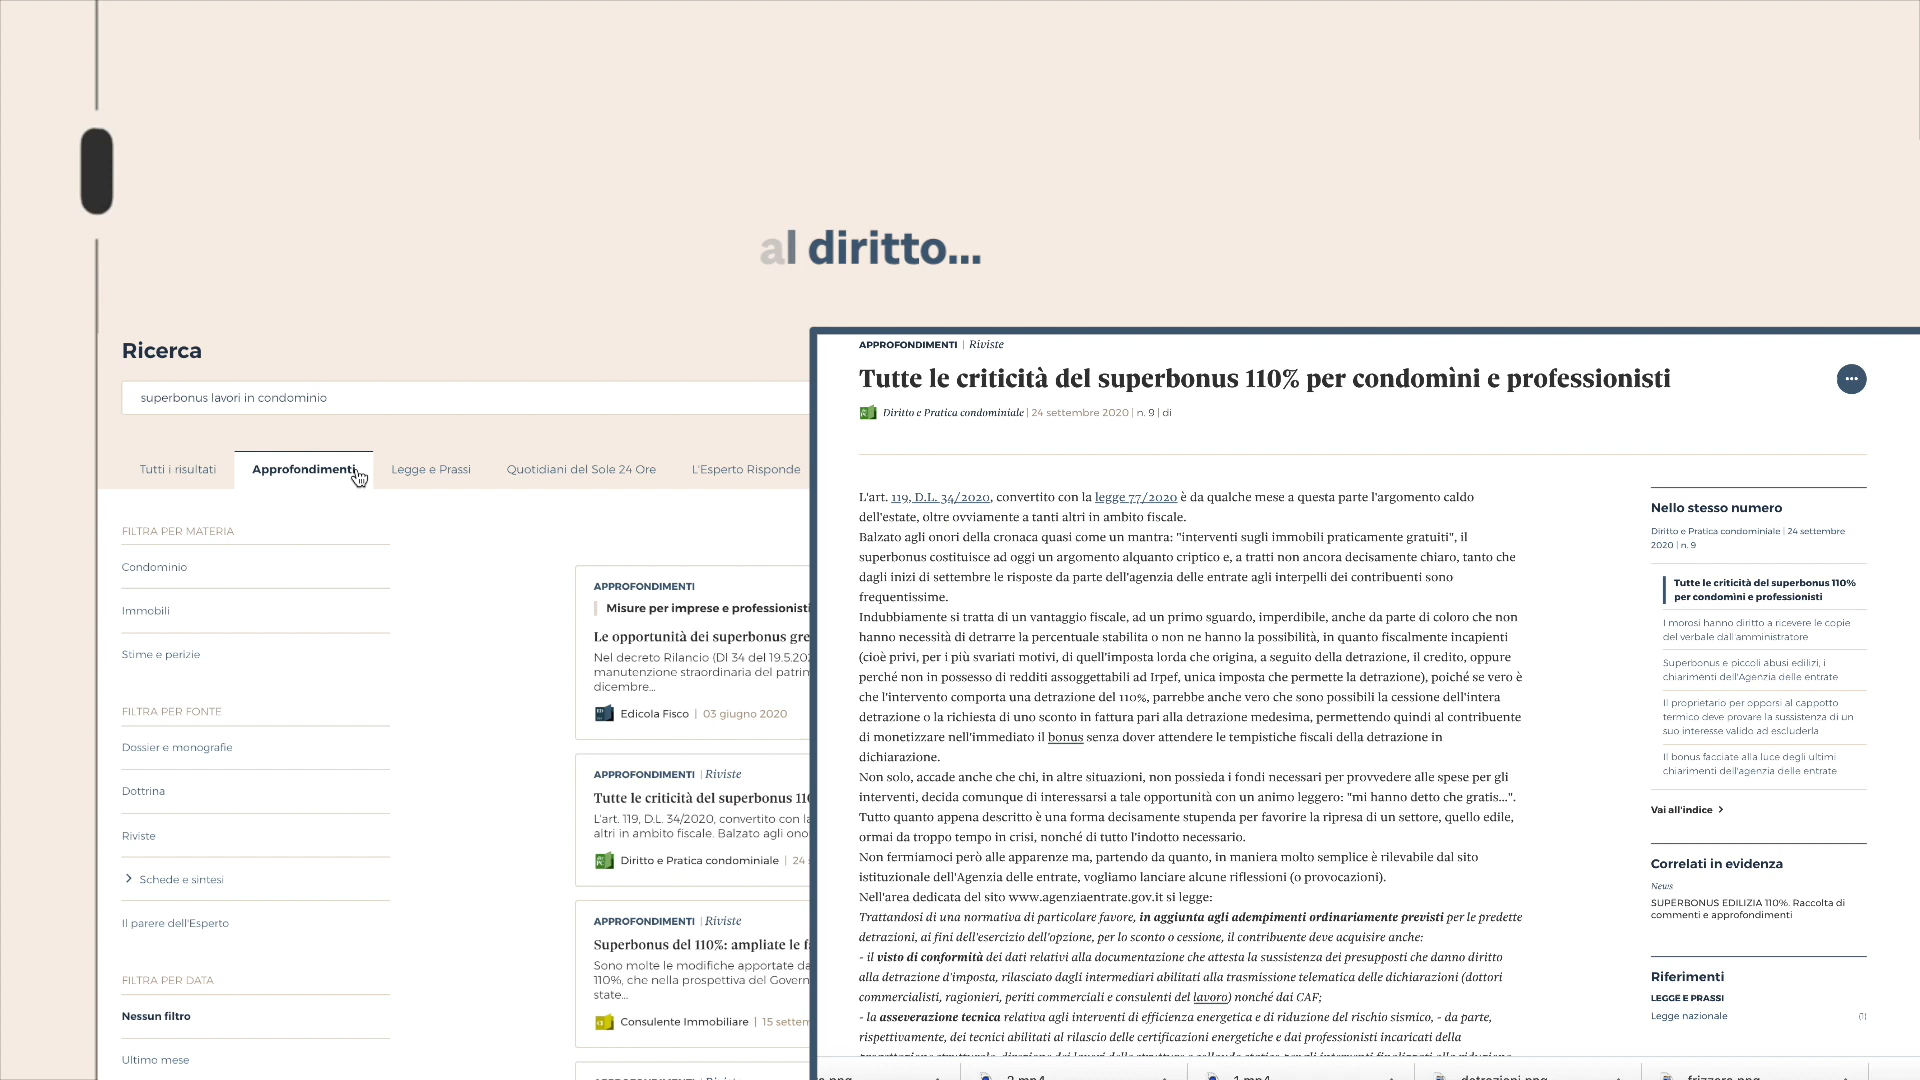 al diritto...
Ricerca
superbonus lavori in condominio
Tutti i risultati
Approfondimenti
Legge e Prassi
Quotidiani del Sole 24 Ore
L'Esperto Risponde
FILTRA PER MATERIA
Condominio
Immobili
Stime e perizie
FILTRA PER FONTE
Dossier e monografie
Dottrina
Riviste
Schede e sintesi
Il parere dell'Esperto
FILTRA PER DATA
Nessun filtro
Ultimo mese
APPROFONDIMENTI
Misure per imprese e professionisti
Le opportunità dei superbonus gre
Nel decreto Rilancio (Dl 34 del 19.5.202
manutenzione straordinaria del patrim
dicembre...
Edicola Fisco | 03 giugno 2020
APPROFONDIMENTI | Riviste
Tutte le criticità del superbonus 110
L'art. 119, D.L. 34/2020, convertito con la
altri in ambito fiscale. Balzato agli ono
Diritto e Pratica condominiale | 24
APPROFONDIMENTI | Riviste
Superbonus del 110%: ampliate le f
Sono molte le modifiche apportate da
110%, che nella prospettiva del Govern
state...
Consulente Immobiliare | 15 settem
APPROFONDIMENTI | Riviste
Tutte le criticità del superbonus 110% per condomìni e professionisti
Diritto e Pratica condominiale | 24 settembre 2020 | n. 9 | di
L'art. 119, D.L. 34/2020, convertito con la legge 77/2020 è da qualche mese a questa parte l'argomento caldo
dell'estate, oltre ovviamente a tanti altri in ambito fiscale.
Balzato agli onori della cronaca quasi come un mantra: "interventi sugli immobili praticamente gratuiti", il
superbonus costituisce ad oggi un argomento alquanto criptico e, a tratti non ancora decisamente chiaro, tanto che
dagli inizi di settembre le risposte da parte dell'agenzia delle entrate agli interpelli dei contribuenti sono
frequentissime.
Indubbiamente si tratta di un vantaggio fiscale, ad un primo sguardo, imperdibile, anche da parte di coloro che non
hanno necessità di detrarre la percentuale stabilita o non ne hanno la possibilità, in quanto fiscalmente incapienti
(cioè privi, per i più svariati motivi, di quell'imposta lorda che origina, a seguito della detrazione, il credito, oppure
perché non in possesso di redditi assoggettabili ad Irpef, unica imposta che permette la detrazione), poiché se vero è
che l'intervento comporta una detrazione del 110%, parrebbe anche vero che sono possibili la cessione dell'intera
detrazione o la richiesta di uno sconto in fattura pari alla detrazione medesima, permettendo quindi al contribuente
di monetizzare nell'immediato il bonus senza dover attendere le tempistiche fiscali della detrazione in
dichiarazione.
Non solo, accade anche che chi, in altre situazioni, non possieda i fondi necessari per provvedere alle spese per gli
interventi, decida comunque di interessarsi a tale opportunità con un animo leggero: "mi hanno detto che gratis...".
Tutto quanto appena descritto è una forma decisamente stupenda per favorire la ripresa di un settore, quello edile,
ormai da troppo tempo in crisi, nonché di tutto l'indotto necessario.
Non fermiamoci però alle apparenze ma, partendo da quanto, in maniera molto semplice è rilevabile dal sito
istituzionale dell'Agenzia delle entrate, vogliamo lanciare alcune riflessioni (o provocazioni).
Nell'area dedicata del sito www.agenziaentrate.gov.it si legge:
Trattandosi di una normativa di particolare favore, in aggiunta agli adempimenti ordinariamente previsti per le predette
detrazioni, ai fini dell'esercizio dell'opzione, per lo sconto o cessione, il contribuente deve acquisire anche:
- il visto di conformità dei dati relativi alla documentazione che attesta la sussistenza dei presupposti che danno diritto
alla detrazione d'imposta, rilasciato dagli intermediari abilitati alla trasmissione telematica delle dichiarazioni (dottori
commercialisti, ragionieri, periti commerciali e consulenti del lavoro) nonché dai CAF;
- la asseverazione tecnica relativa agli interventi di efficienza energetica e di riduzione del rischio sismico, - da parte,
rispettivamente, dei tecnici abilitati al rilascio delle certificazioni energetiche e dai professionisti incaricati della
Nello stesso numero
Diritto e Pratica condominiale | 24 settembre
2020 | n. 9
Tutte le criticità del superbonus 110%
per condomìni e professionisti
I morosi hanno diritto a ricevere le copie
del verbale dall'amministratore
Superbonus e piccoli abusi edilizi, i
chiarimenti dell'Agenzia delle entrate
Il proprietario per opporsi al cappotto
termico deve provare la sussistenza di un
suo interesse valido ad escluderla
Il bonus facciate alla luce degli ultimi
chiarimenti dell'agenzia delle entrate
Vai all'indice
Correlati in evidenza
News
SUPERBONUS EDILIZIA 110%. Raccolta di
commenti e approfondimenti
Riferimenti
LEGGE E PRASSI
Legge nazionale (1)